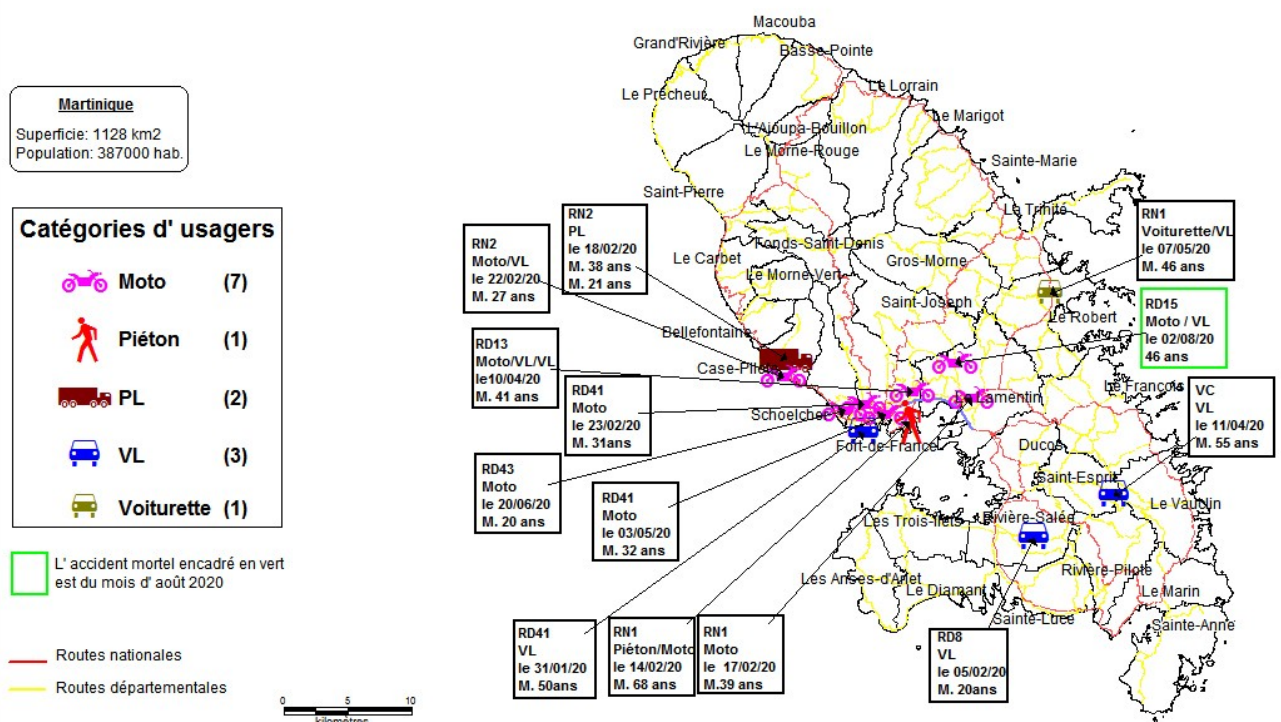 Martinique
Superficie: 1128 km2
Population: 387000 hab.
Catégories d' usagers
Moto (7)
Piéton (1)
PL (2)
VL (3)
Voiturette (1)
L' accident mortel encadré en vert
est du mois d' août 2020
Routes nationales
Routes départementales
0 5 10
kilomètres
Macouba
Grand'Rivière
Basse-Pointe
Le Prêcheur
Le Lorrain
L'Ajoupa-Bouillon
Le Marigot
Le Morne-Rouge
Sainte-Marie
Saint-Pierre
La Trinité
Fonds-Saint-Denis
Le Carbet
Gros-Morne
Le Morne-Vert
Saint-Joseph
Le Robert
Bellefontaine
Case-Pilote
Le François
Le Lamentin
Schoelcher
Fort-de-France
Ducos
Saint-Esprit
Le Vauclin
Les Trois-Ilets
Rivière-Salée
Rivière-Pilote
Les Anses-d'Arlet
Le Diamant
Le Marin
Sainte-Luce
Sainte-Anne
RN2
Moto/VL
le 22/02/20
M. 27 ans
RN2
PL
le 18/02/20
M. 38 ans
M. 21 ans
RN1
Voiturette/VL
le 07/05/20
M. 46 ans
RD15
Moto / VL
le 02/08/20
46 ans
RD13
Moto/VL/VL
le10/04/20
M. 41 ans
RD41
Moto
le 23/02/20
M. 31ans
VC
VL
le 11/04/20
M. 55 ans
RD43
Moto
le 20/06/20
M. 20 ans
RD41
Moto
le 03/05/20
M. 32 ans
RD41
VL
le 31/01/20
M. 50ans
RN1
Piéton/Moto
le 14/02/20
M. 68 ans
RN1
Moto
le 17/02/20
M.39 ans
RD8
VL
le 05/02/20
M. 20ans